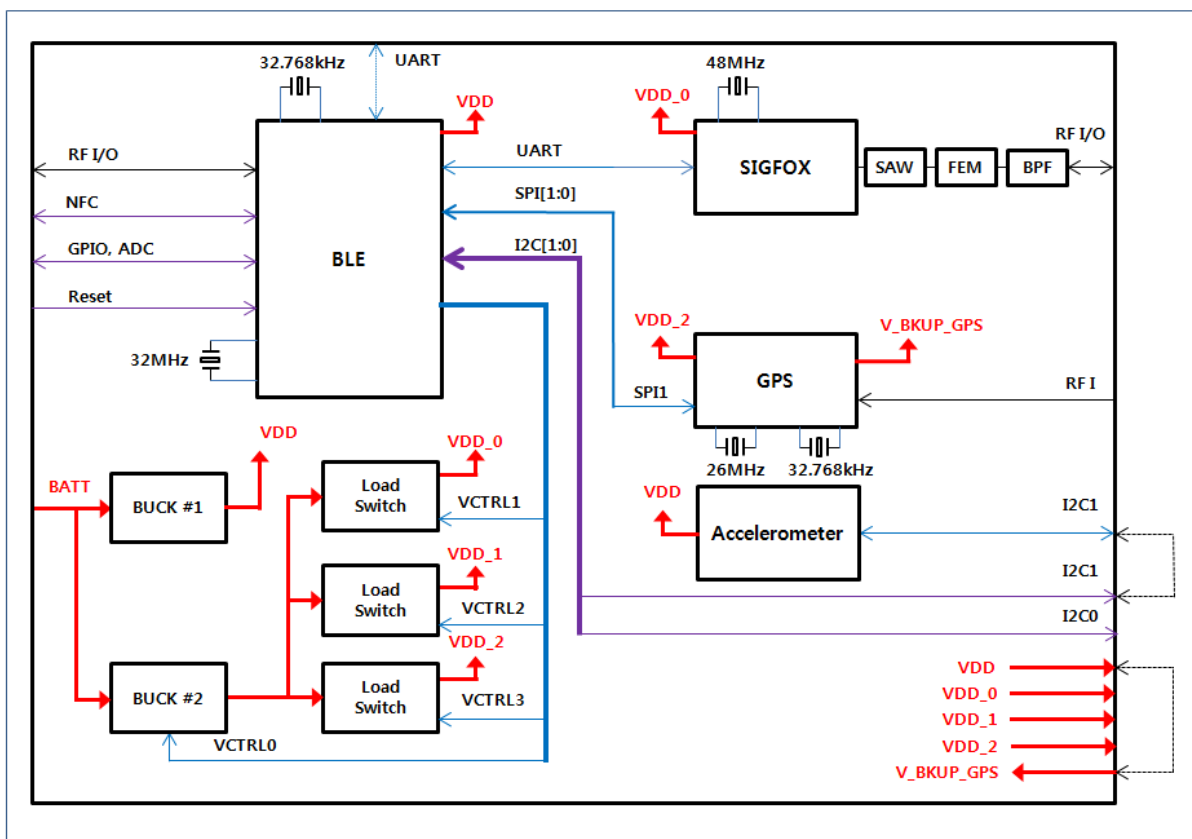 32.768kHz
UART
48MHz
VDD
VDD_0
RF I/O
UART
SIGFOX
SAW
FEM
BPF
RF I/O
NFC
SPI[1:0]
GPIO, ADC
BLE
I2C[1:0]
Reset
VDD_2
V_BKUP_GPS
32MHz
GPS
SPI1
RF I
26MHz
32.768kHz
VDD
VDD_0
BATT
BUCK #1
Load
Switch
VCTRL1
VDD
Accelerometer
I2C1
VDD_1
Load
Switch
VCTRL2
I2C1
I2C0
VDD_2
BUCK #2
Load
Switch
VCTRL3
VCTRL0
VDD
VDD_0
VDD_1
VDD_2
V_BKUP_GPS